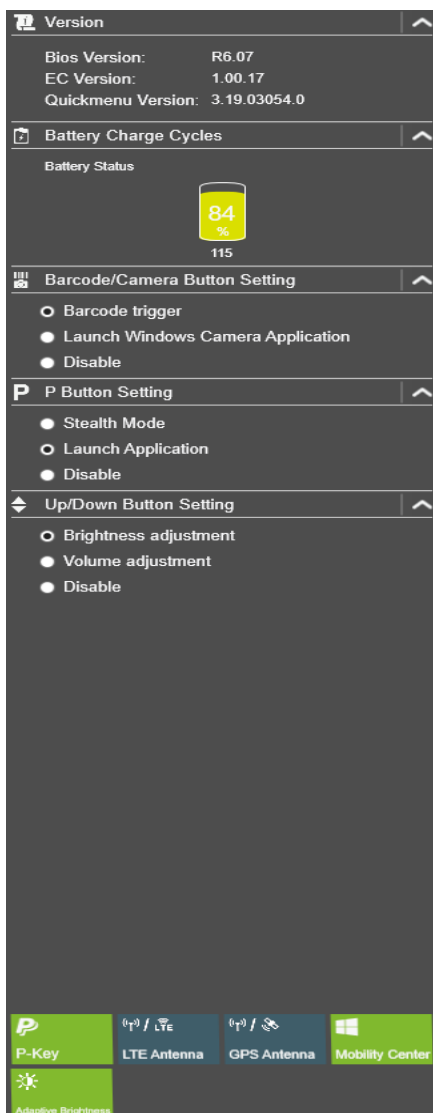 Version
Bios Version: R6.07
EC Version: 1.00.17
Quickmenu Version: 3.19.03054.0
Battery Charge Cycles
Battery Status
84
%
115
Barcode/Camera Button Setting
Barcode trigger
Launch Windows Camera Application
Disable
P P Button Setting
Stealth Mode
Launch Application
Disable
Up/Down Button Setting
Brightness adjustment
Volume adjustment
Disable
/ LTE
/
P-Key
LTE Antenna
GPS Antenna
Mobility Center
Adaptive Brightness